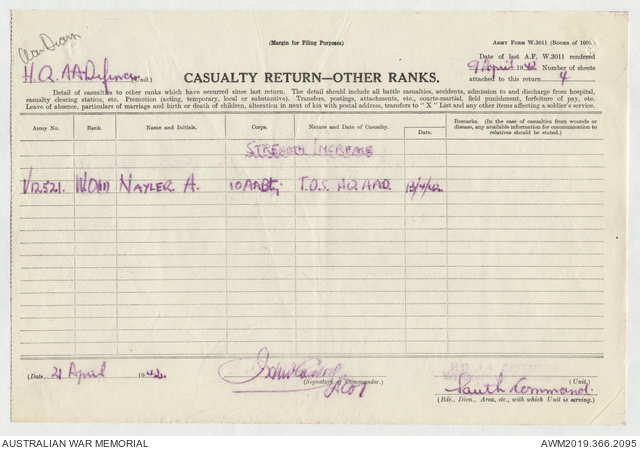 (Margin for Filing Purposes)
ARMY FORM W.3011 (BOOKS OF 100)
Date of last A.F. W.3011 rendered
9 April 1942 Number of sheets
H.Q. AA Defences (Unit.)
attached to this return 4
CASUALTY RETURN—OTHER RANKS.
Detail of casualties to other ranks which have occurred since last return. The detail should include all battle casualties, accidents, admission to and discharge from hospital,
casualty clearing station, etc. Promotion (acting, temporary, local or substantive). Transfers, postings, attachments, etc., courts-martial, field punishment, forfeiture of pay, etc.
Leave of absence, particulars of marriage and birth or death of children, alteration in next of kin with postal address, transfers to "X" List and any other items affecting a soldier's service.
Army No. Rank. Name and Initials. Corps. Nature and Date of Casualty. Date. Remarks. (In the case of casualties from wounds or disease, any available information for communication to relatives should be stated.)
STRENGTH INCREASE
V12521. WO(II) NAYLER A. 10 AA Bty; T.O.S. HQ AAD. 13/4/42
(Date 21 April 1942.
(Signature of Commander.)
(Unit.)
South Command.
(Bde., Divn., Area, etc., with which Unit is serving.)
AUSTRALIAN WAR MEMORIAL
AWM2019.366.2095